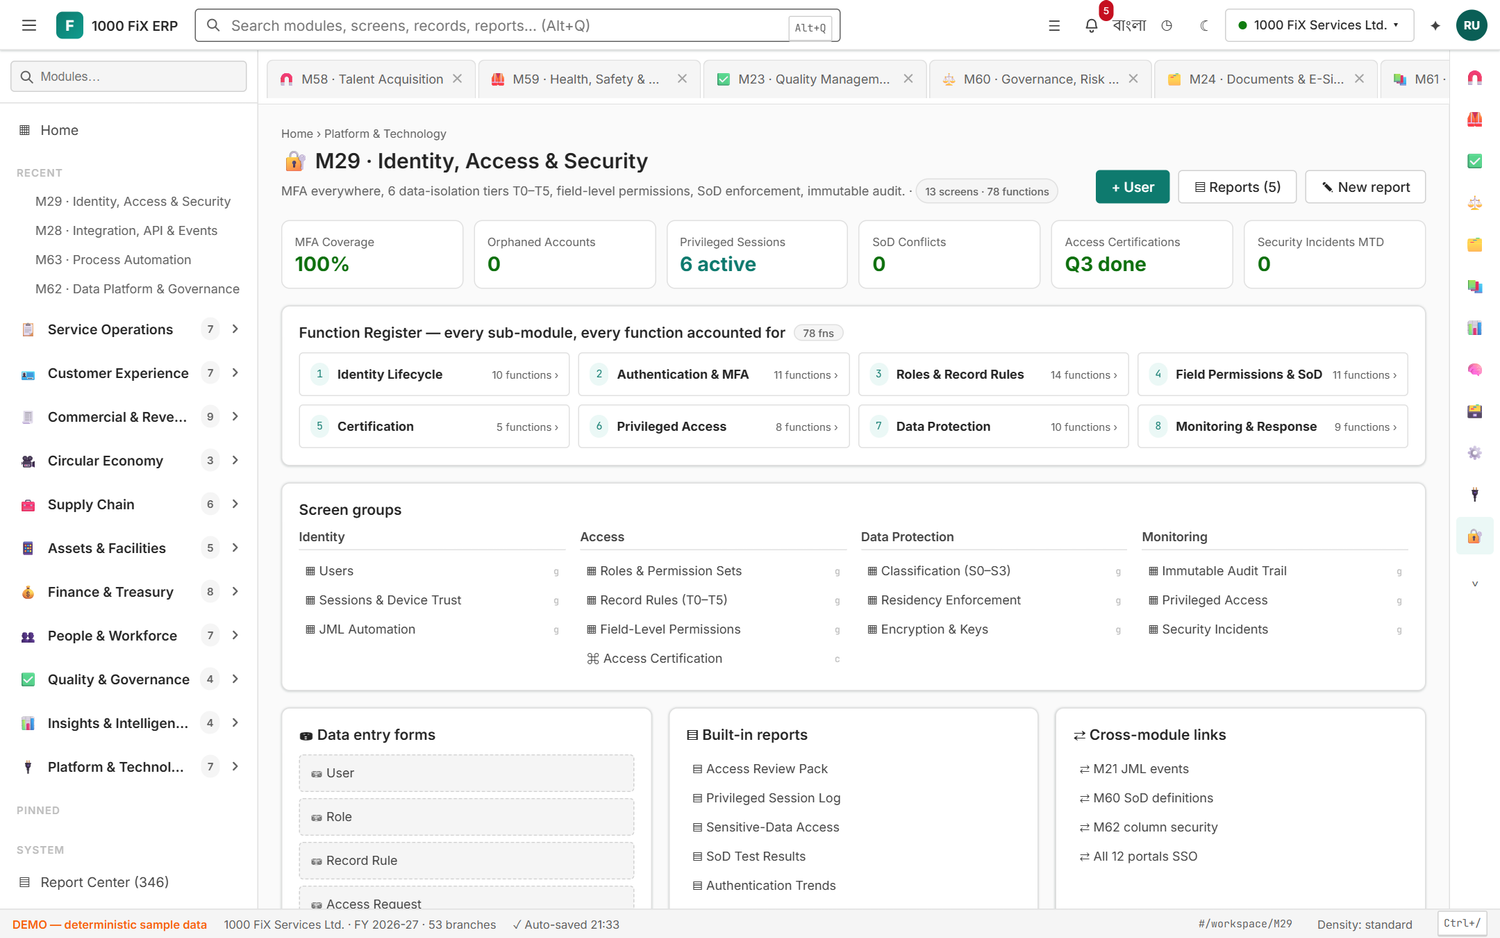 F 1000 FiX ERP
Search modules, screens, records, reports... (Alt+Q) Alt+Q
5
বাংলা
1000 FiX Services Ltd.
RU
Modules...
Home
RECENT
M29 · Identity, Access & Security
M28 · Integration, API & Events
M63 · Process Automation
M62 · Data Platform & Governance
Service Operations 7
Customer Experience 7
Commercial & Reve... 9
Circular Economy 3
Supply Chain 6
Assets & Facilities 5
Finance & Treasury 8
People & Workforce 7
Quality & Governance 4
Insights & Intelligen... 4
Platform & Technol... 7
PINNED
SYSTEM
Report Center (346)
M58 · Talent Acquisition
M59 · Health, Safety & ...
M23 · Quality Managem...
M60 · Governance, Risk ...
M24 · Documents & E-Si...
M61 ·
Home › Platform & Technology
M29 · Identity, Access & Security
MFA everywhere, 6 data-isolation tiers T0–T5, field-level permissions, SoD enforcement, immutable audit. · 13 screens · 78 functions
+ User
Reports (5)
New report
MFA Coverage
100%
Orphaned Accounts
0
Privileged Sessions
6 active
SoD Conflicts
0
Access Certifications
Q3 done
Security Incidents MTD
0
Function Register — every sub-module, every function accounted for 78 fns
1 Identity Lifecycle 10 functions ›
2 Authentication & MFA 11 functions ›
3 Roles & Record Rules 14 functions ›
4 Field Permissions & SoD 11 functions ›
5 Certification 5 functions ›
6 Privileged Access 8 functions ›
7 Data Protection 10 functions ›
8 Monitoring & Response 9 functions ›
Screen groups
Identity
Users g
Sessions & Device Trust g
JML Automation g
Access
Roles & Permission Sets g
Record Rules (T0–T5) g
Field-Level Permissions g
Access Certification c
Data Protection
Classification (S0–S3) g
Residency Enforcement g
Encryption & Keys g
Monitoring
Immutable Audit Trail g
Privileged Access g
Security Incidents g
Data entry forms
User
Role
Record Rule
Access Request
Built-in reports
Access Review Pack
Privileged Session Log
Sensitive-Data Access
SoD Test Results
Authentication Trends
Cross-module links
M21 JML events
M60 SoD definitions
M62 column security
All 12 portals SSO
DEMO — deterministic sample data
1000 FiX Services Ltd. · FY 2026-27 · 53 branches
✓ Auto-saved 21:33
#/workspace/M29
Density: standard
Ctrl+/